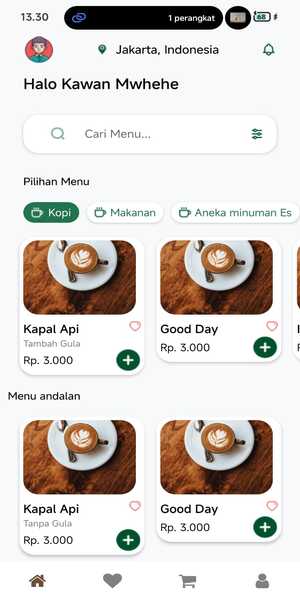 13.30
1 perangkat
68
Jakarta, Indonesia
Halo Kawan Mwhehe
Cari Menu...
Pilihan Menu
Kopi
Makanan
Aneka minuman Es
Kapal Api
Tambah Gula
Rp. 3.000
Good Day
Rp. 3.000
Menu andalan
Kapal Api
Tanpa Gula
Rp. 3.000
Good Day
Rp. 3.000